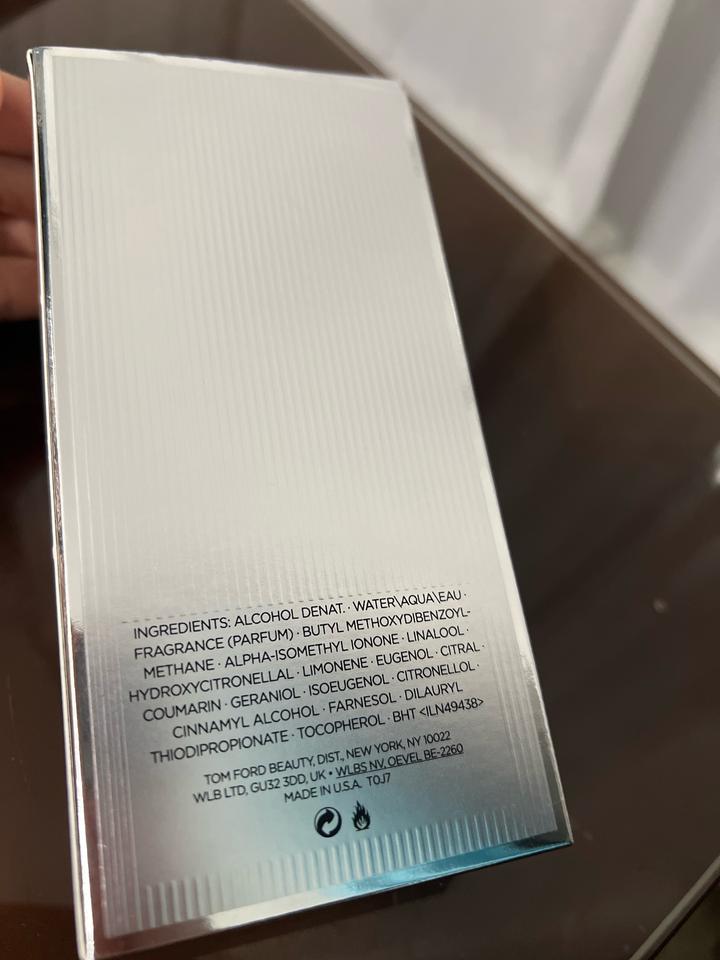 INGREDIENTS: ALCOHOL DENAT. · WATER\AQUA\EAU ·
FRAGRANCE (PARFUM) · BUTYL METHOXYDIBENZOYL-
METHANE · ALPHA-ISOMETHYL IONONE · LINALOOL ·
HYDROXYCITRONELLAL · LIMONENE · EUGENOL · CITRAL ·
COUMARIN · GERANIOL · ISOEUGENOL · CITRONELLOL ·
CINNAMYL ALCOHOL · FARNESOL · DILAURYL
THIODIPROPIONATE · TOCOPHEROL · BHT <ILN49438>
TOM FORD BEAUTY, DIST., NEW YORK, NY 10022
WLB LTD, GU32 3DD, UK • WLBS NV, OEVEL BE-2260
MADE IN U.S.A. T0J7